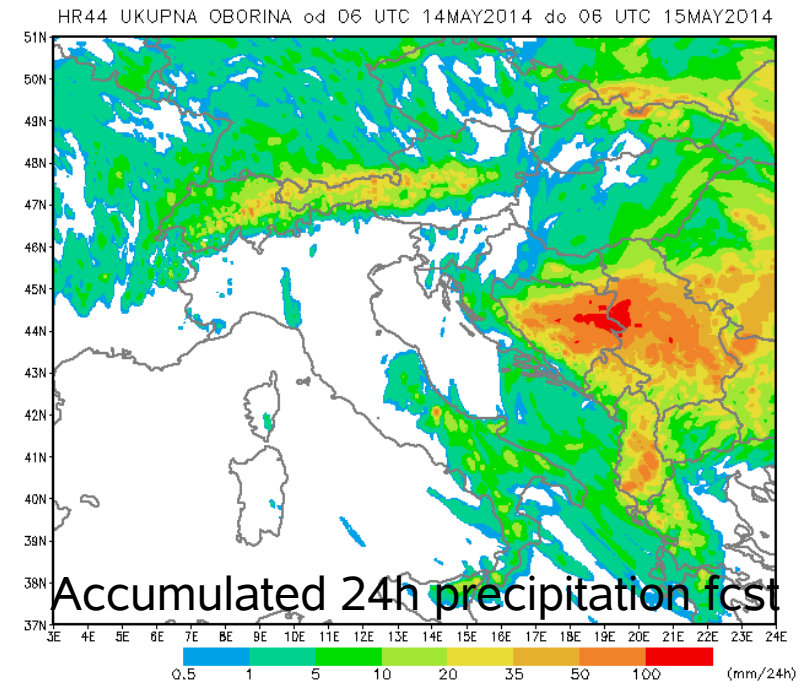 HR44 UKUPNA OBORINA od 06 UTC 14MAY2014 do 06 UTC 15MAY2014
51N
50N
49N
48N
47N
46N
45N
44N
43N
42N
41N
40N
39N
38N
Accumulated 24h precipitation fcst
37N
3E 4E 5E 6E 7E 8E 9E 10E 11E 12E 13E 14E 15E 16E 17E 18E 19E 20E 21E 22E 23E 24E
0.5 1 5 10 20 35 50 100 (mm/24h)